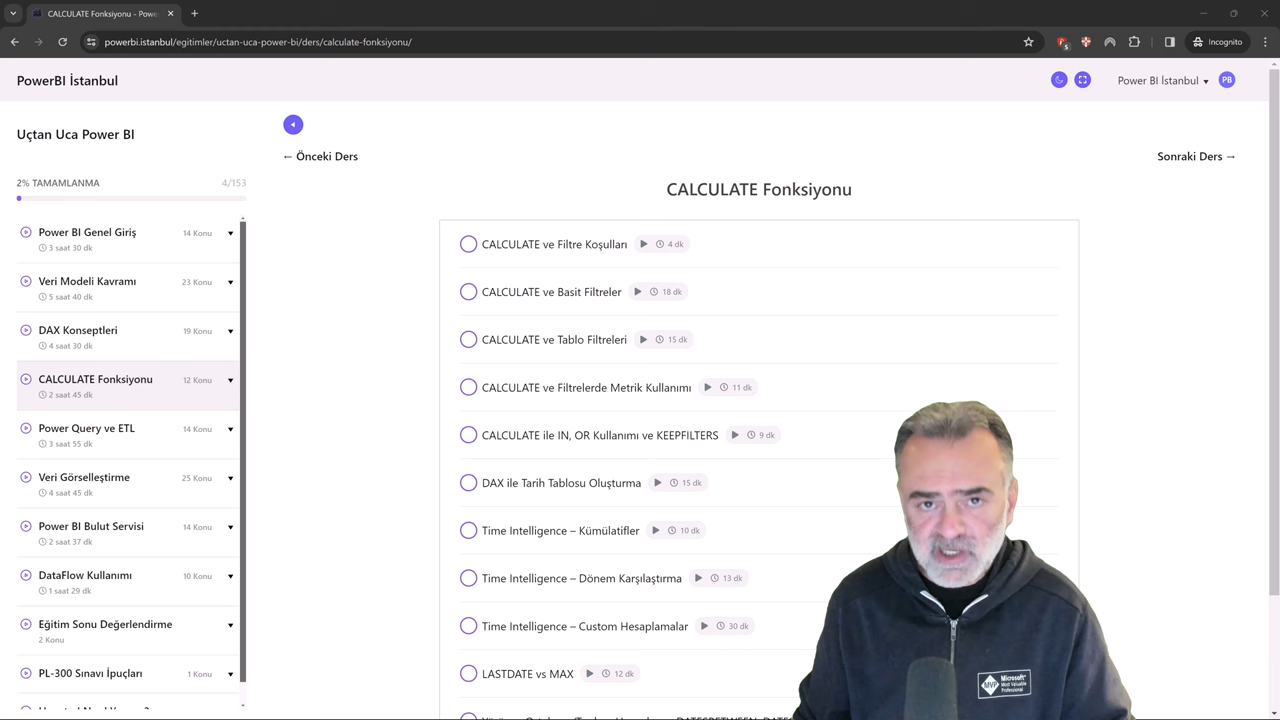 CALCULATE Fonksiyonu - Powe
powerbi.istanbul/egitimler/uctan-uca-power-bi/ders/calculate-fonksiyonu/
Incognito
PowerBI İstanbul
Power BI İstanbul
PB
Uçtan Uca Power BI
2% TAMAMLANMA 4/153
Power BI Genel Giriş 14 Konu
3 saat 30 dk
Veri Modeli Kavramı 23 Konu
5 saat 40 dk
DAX Konseptleri 19 Konu
4 saat 30 dk
CALCULATE Fonksiyonu 12 Konu
2 saat 45 dk
Power Query ve ETL 14 Konu
3 saat 55 dk
Veri Görselleştirme 25 Konu
4 saat 45 dk
Power BI Bulut Servisi 14 Konu
2 saat 37 dk
DataFlow Kullanımı 10 Konu
1 saat 29 dk
Eğitim Sonu Değerlendirme
2 Konu
PL-300 Sınavı İpuçları 1 Konu
← Önceki Ders
Sonraki Ders →
CALCULATE Fonksiyonu
CALCULATE ve Filtre Koşulları 4 dk
CALCULATE ve Basit Filtreler 18 dk
CALCULATE ve Tablo Filtreleri 15 dk
CALCULATE ve Filtrelerde Metrik Kullanımı 11 dk
CALCULATE ile IN, OR Kullanımı ve KEEPFILTERS 9 dk
DAX ile Tarih Tablosu Oluşturma 15 dk
Time Intelligence – Kümülatifler 10 dk
Time Intelligence – Dönem Karşılaştırma 13 dk
Time Intelligence – Custom Hesaplamalar 30 dk
LASTDATE vs MAX 12 dk
MVP
Microsoft®
Most Valuable
Professional